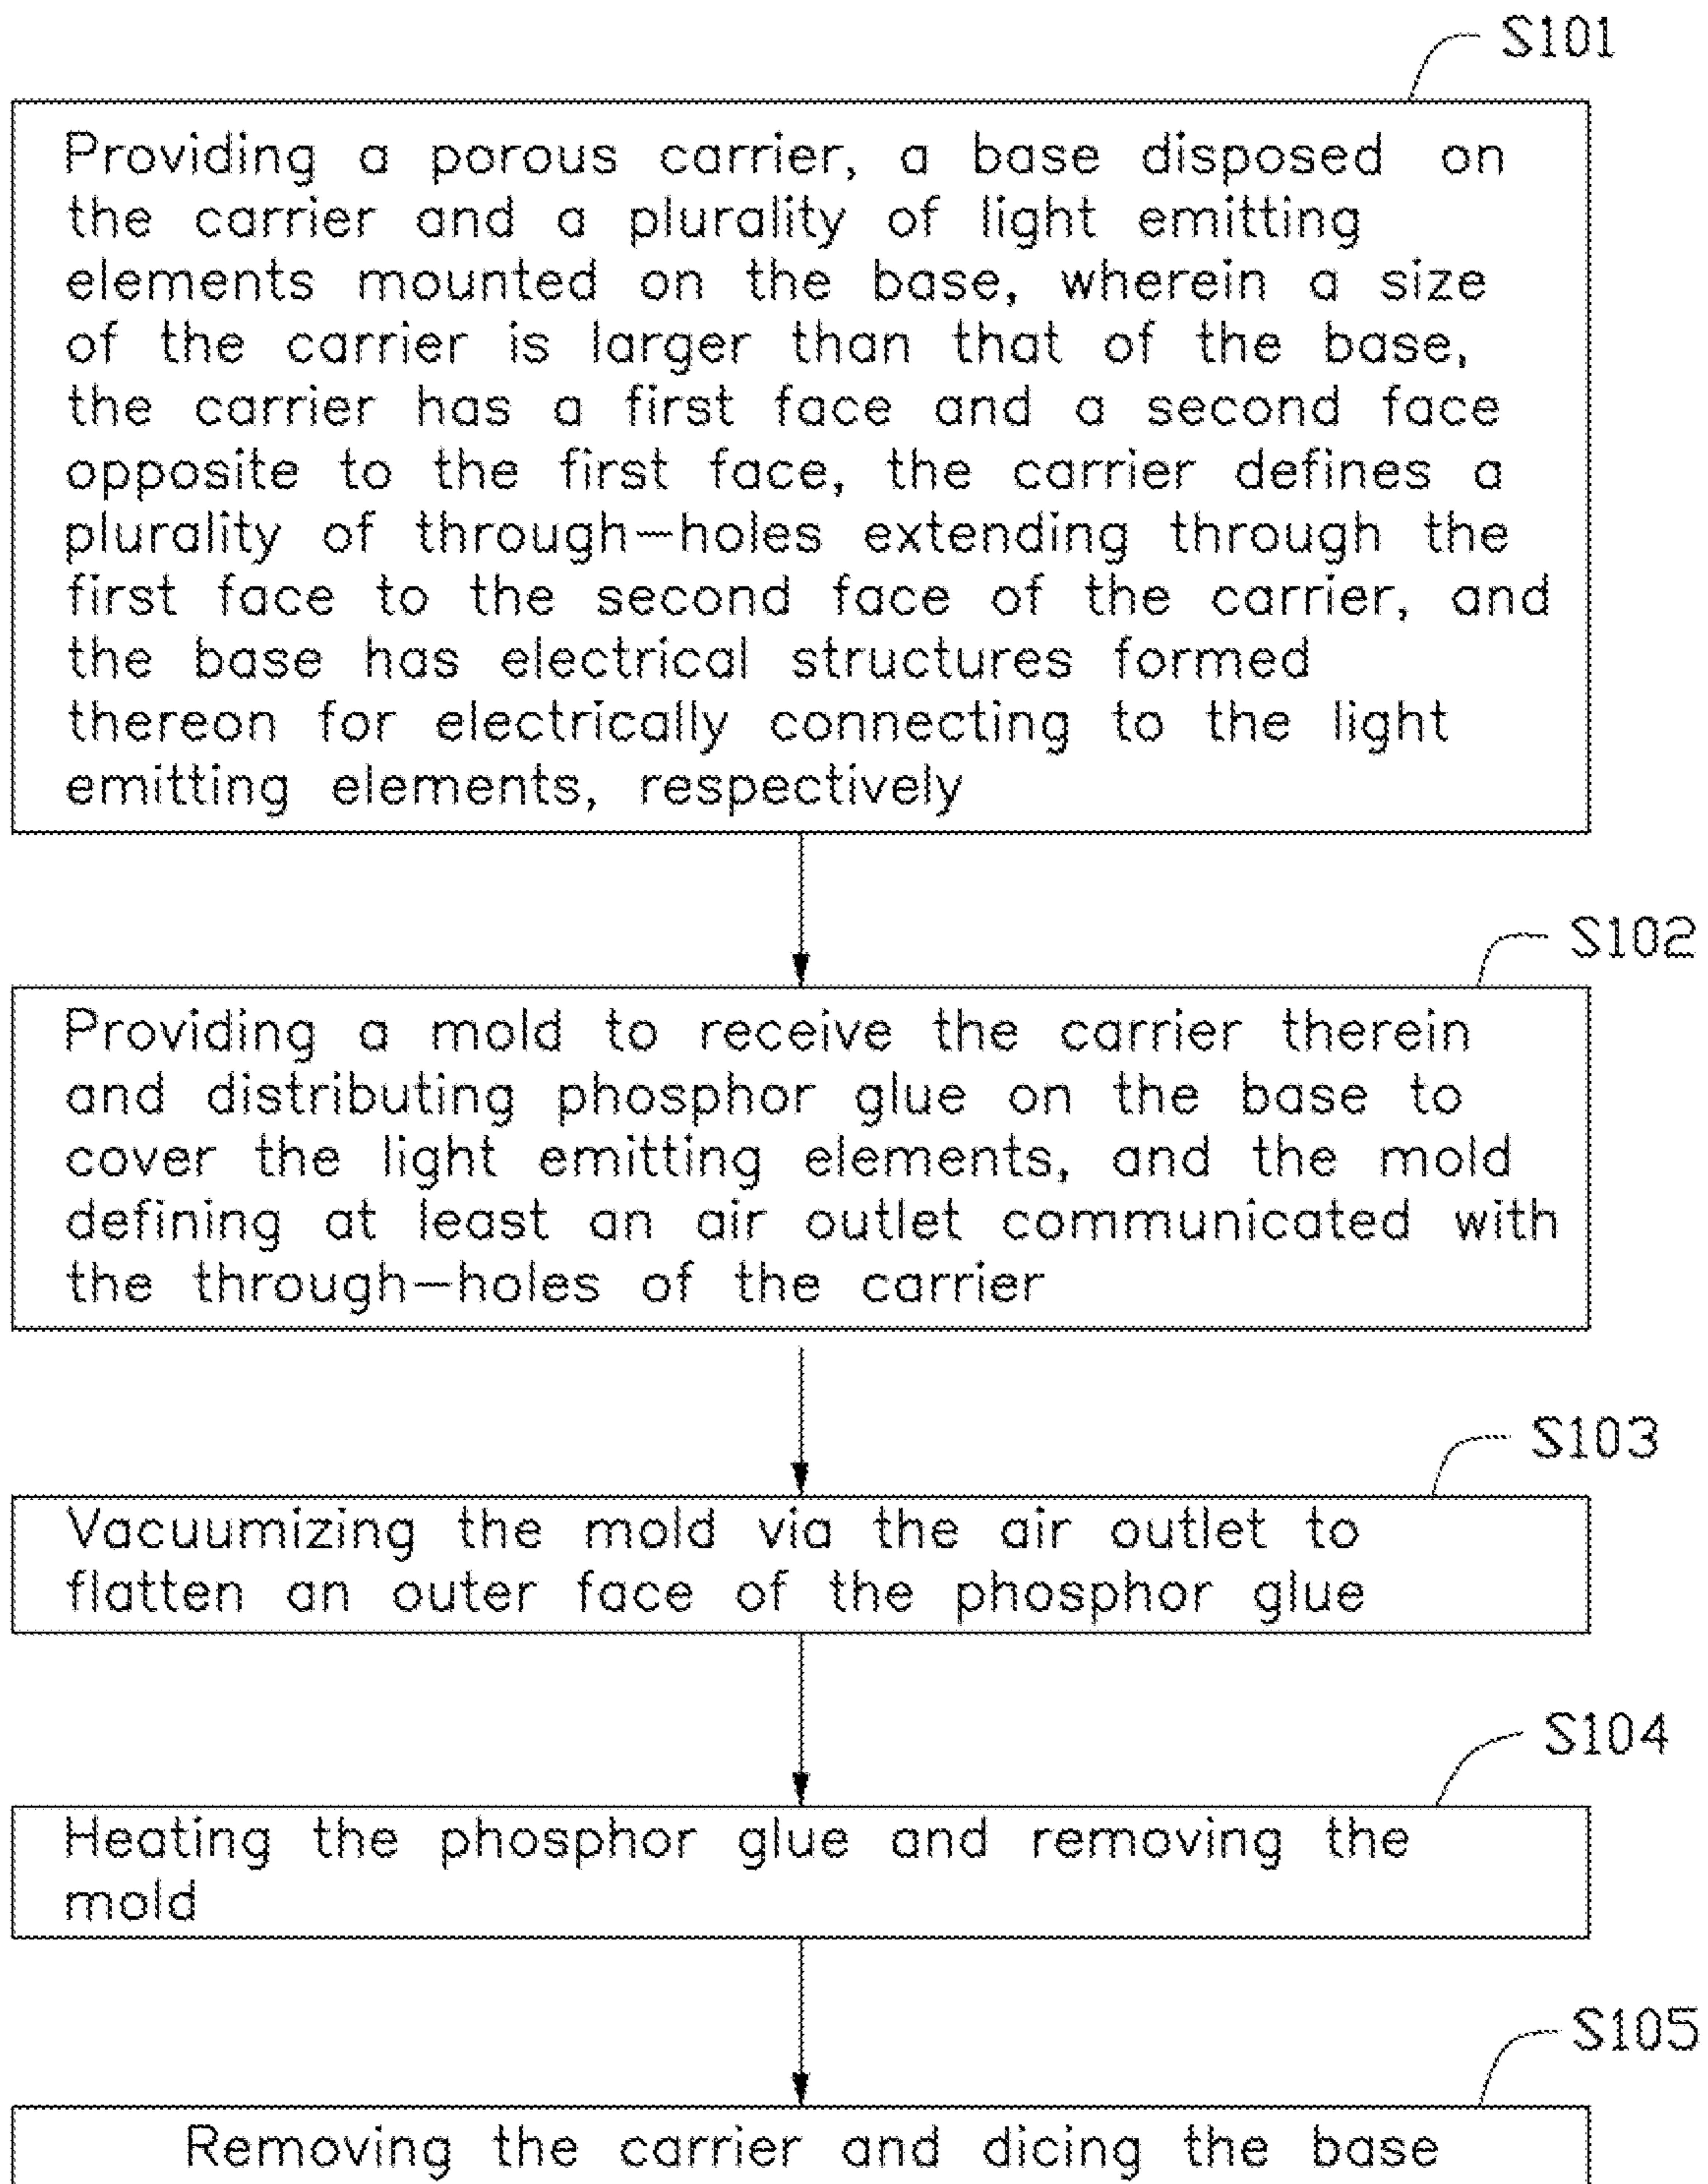 S101
Providing a porous carrier, a base disposed on
the carrier and a plurality of light emitting
elements mounted on the base, wherein a size
of the carrier is larger than that of the base,
the carrier has a first face and a second face
opposite to the first face, the carrier defines a
plurality of through-holes extending through the
first face to the second face of the carrier, and
the base has electrical structures formed
thereon for electrically connecting to the light
emitting elements, respectively
S102
Providing a mold to receive the carrier therein
and distributing phosphor glue on the base to
cover the light emitting elements, and the mold
defining at least an air outlet communicated with
the through-holes of the carrier
S103
Vacuumizing the mold via the air outlet to
flatten an outer face of the phosphor glue
S104
Heating the phosphor glue and removing the
mold
S105
Removing the carrier and dicing the base